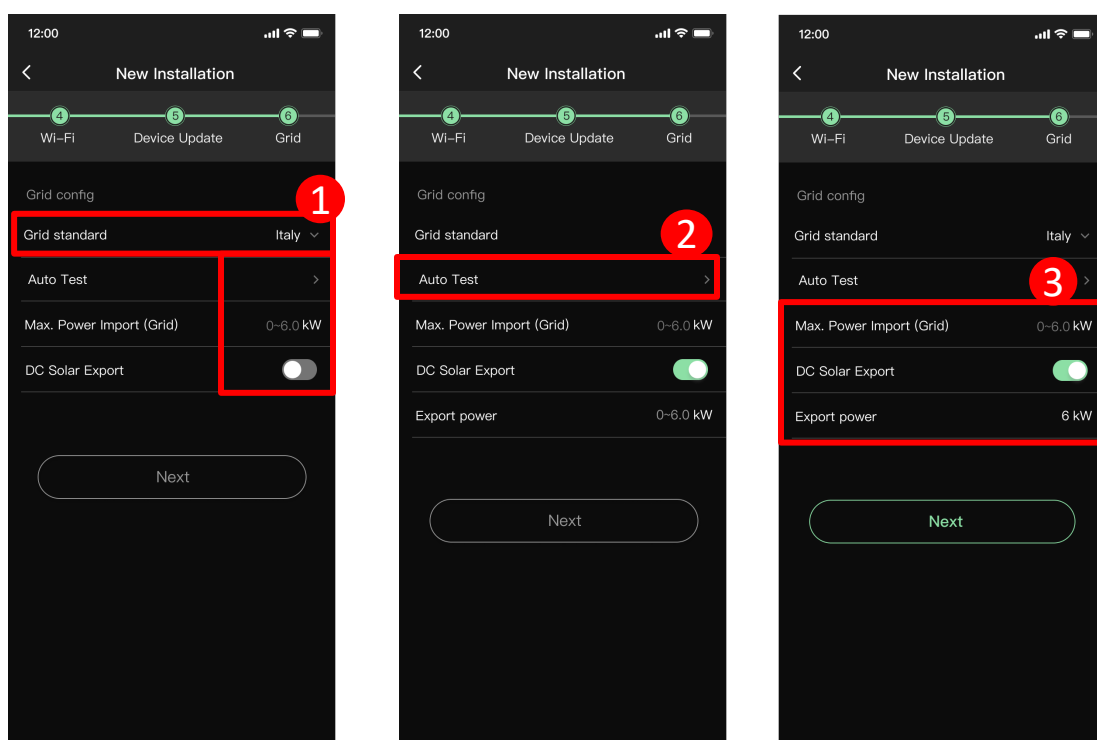 12:00
New Installation
4 5 6
Wi-Fi Device Update Grid
Grid config
1
Grid standard Italy
Auto Test
Max. Power Import (Grid) 0~6.0 kW
DC Solar Export
Next
12:00
New Installation
4 5 6
Wi-Fi Device Update Grid
Grid config
Grid standard
2
Auto Test
Max. Power Import (Grid) 0~6.0 kW
DC Solar Export
Export power 0~6.0 kW
Next
12:00
New Installation
4 5 6
Wi-Fi Device Update Grid
Grid config
Grid standard Italy
Auto Test
3
Max. Power Import (Grid) 0~6.0 kW
DC Solar Export
Export power 6 kW
Next